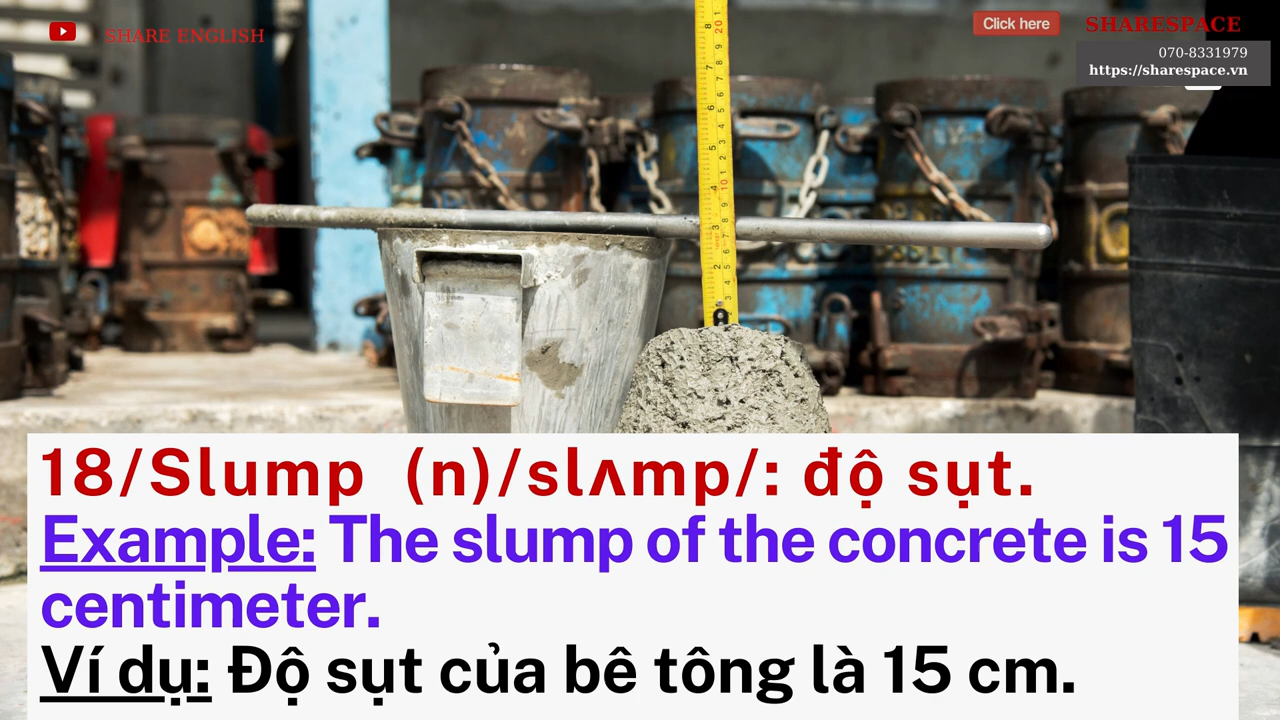 SHARE ENGLISH
Click here
SHARESPACE
070-8331979
https://sharespace.vn
18/Slump (n)/slʌmp/: độ sụt.
Example: The slump of the concrete is 15
centimeter.
Ví dụ: Độ sụt của bê tông là 15 cm.